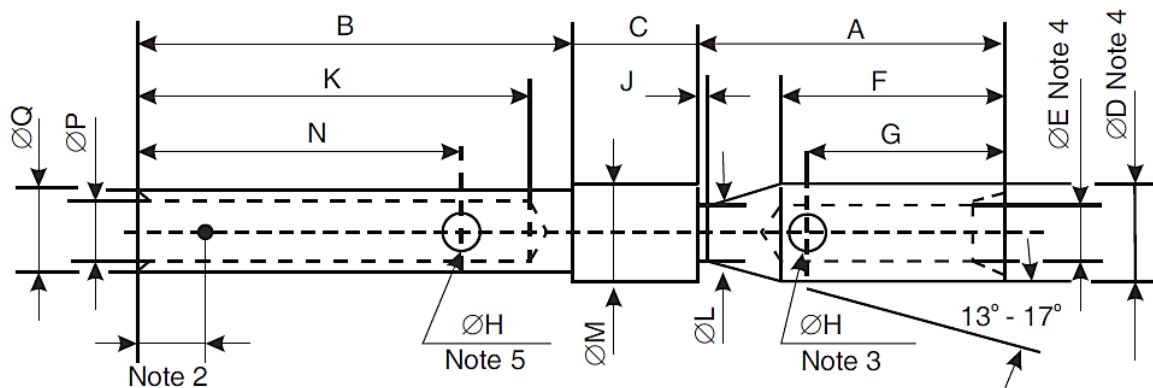 B
C
A
K
J
F
ØE Note 4
ØD Note 4
ØQ
ØP
N
G
ØH
Note 5
ØM
ØL
ØH
Note 3
13° - 17°
Note 2